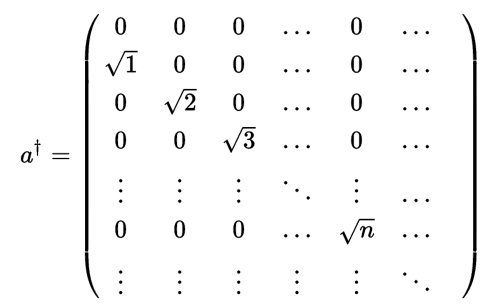 0 0 0 … 0 …
√1 0 0 … 0 …
0 √2 0 … 0 …
a† = 0 0 √3 … 0 …
⋮ ⋮ ⋮ ⋱ ⋮ …
0 0 0 … √n …
⋮ ⋮ ⋮ ⋮ ⋮ ⋱